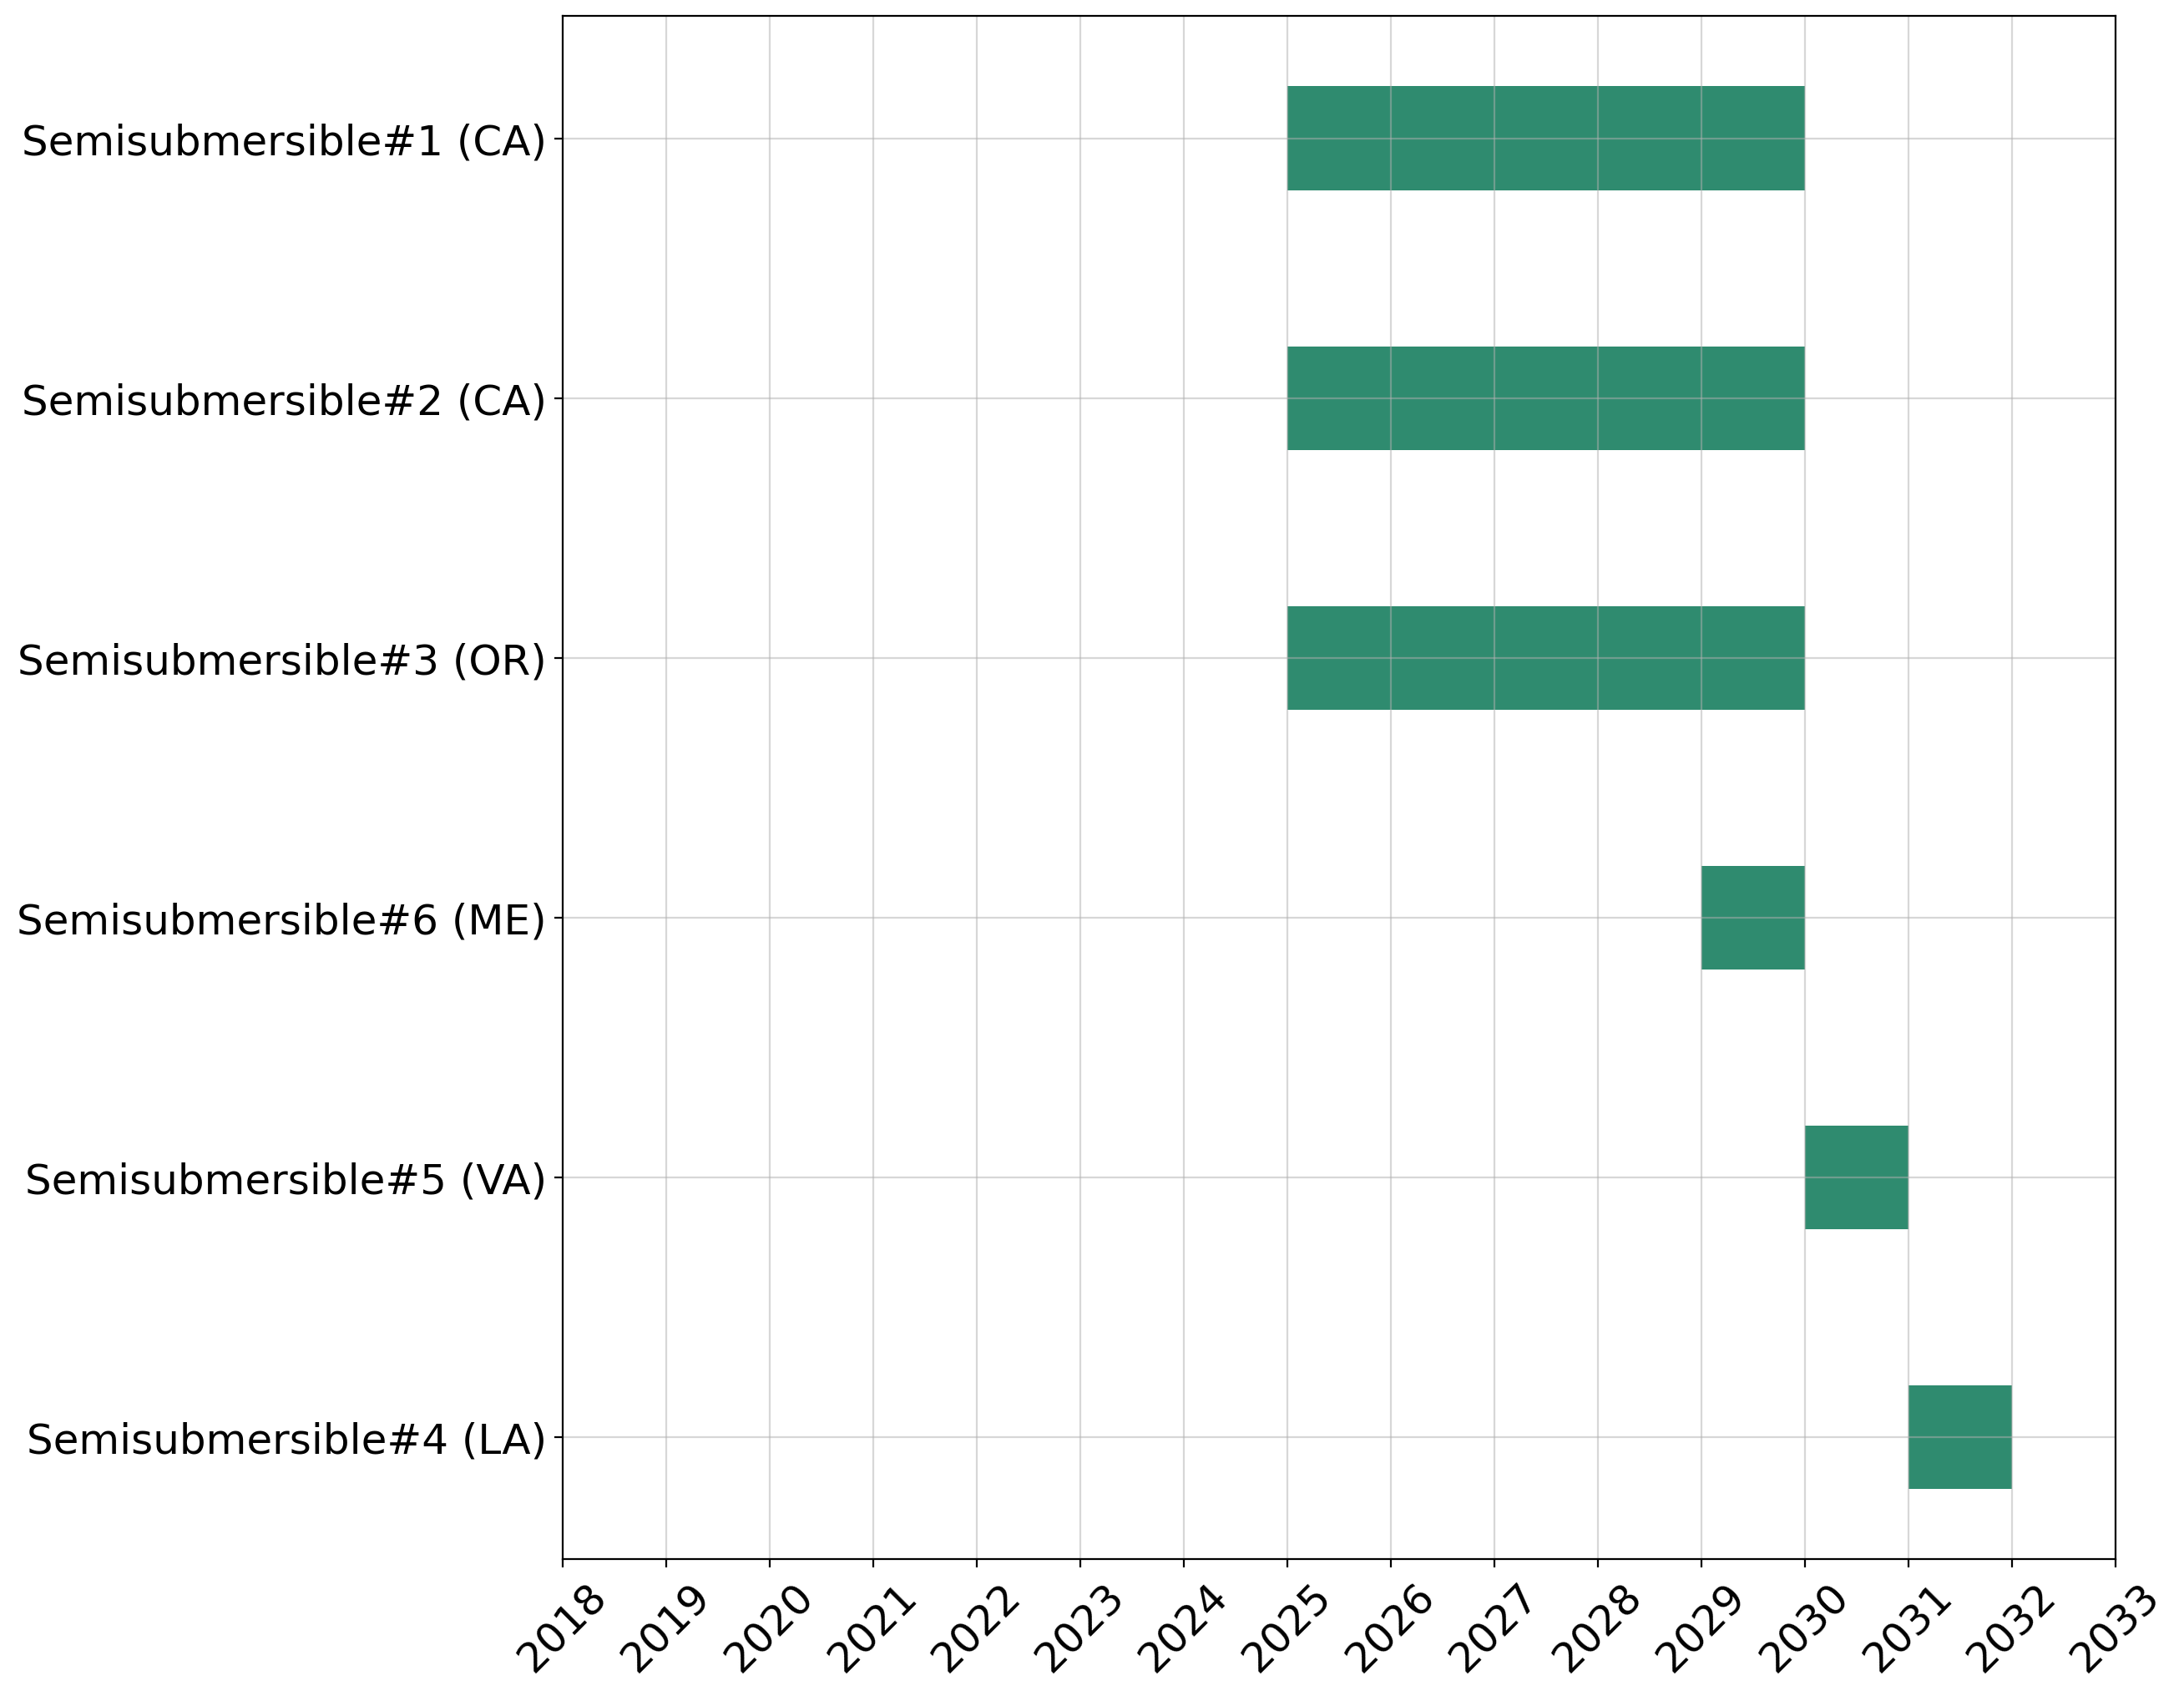 Semisubmersible#1 (CA)
Semisubmersible#2 (CA)
Semisubmersible#3 (OR)
Semisubmersible#6 (ME)
Semisubmersible#5 (VA)
Semisubmersible#4 (LA)
2018
2019
2020
2021
2022
2023
2024
2025
2026
2027
2028
2029
2030
2031
2032
2033